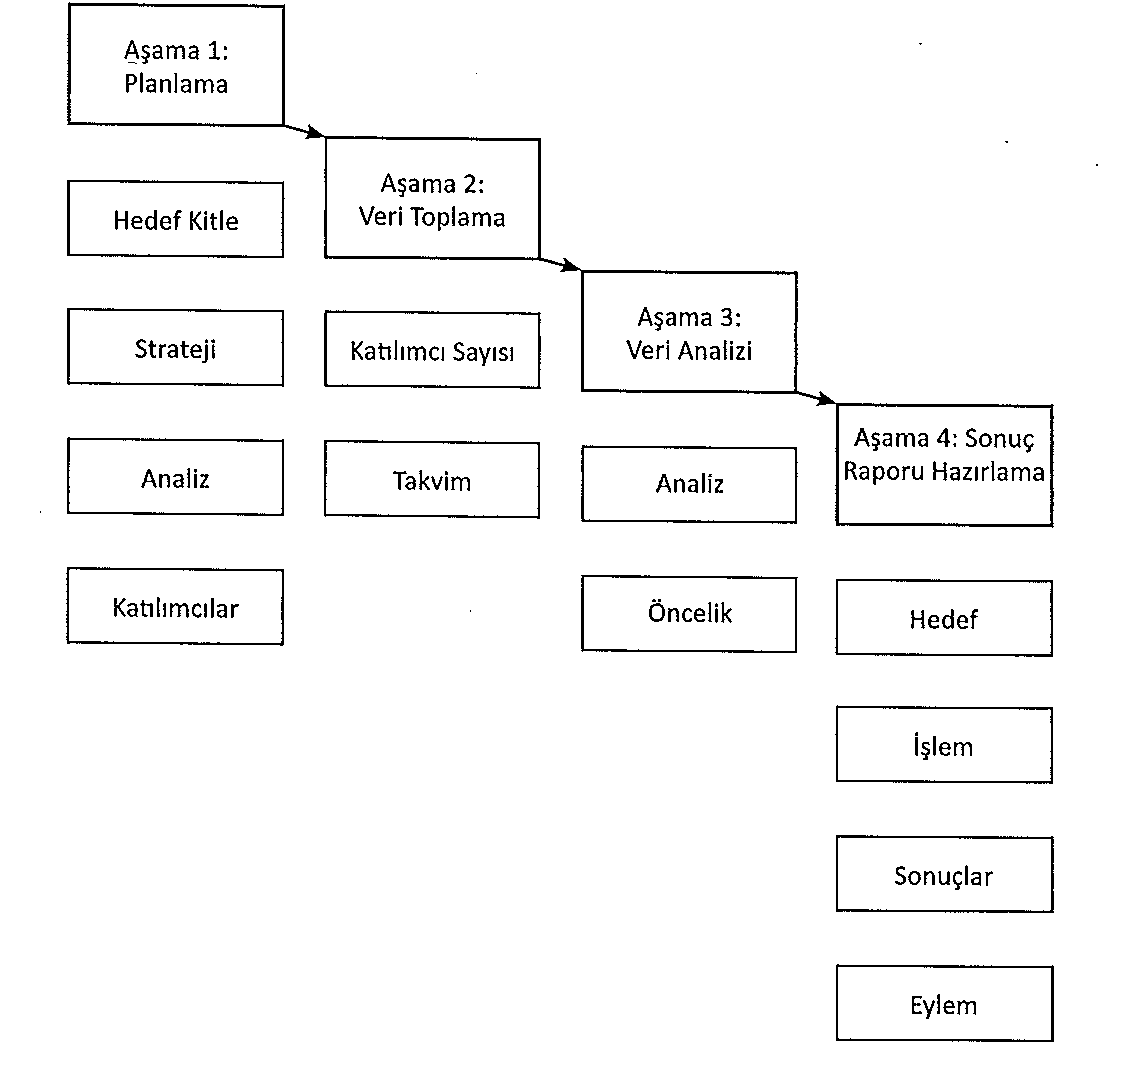 Aşama 1:
Planlama
Hedef Kitle
Strateji
Analiz
Katılımcılar
Aşama 2:
Veri Toplama
Katılımcı Sayısı
Takvim
Aşama 3:
Veri Analizi
Analiz
Öncelik
Aşama 4: Sonuç
Raporu Hazırlama
Hedef
İşlem
Sonuçlar
Eylem